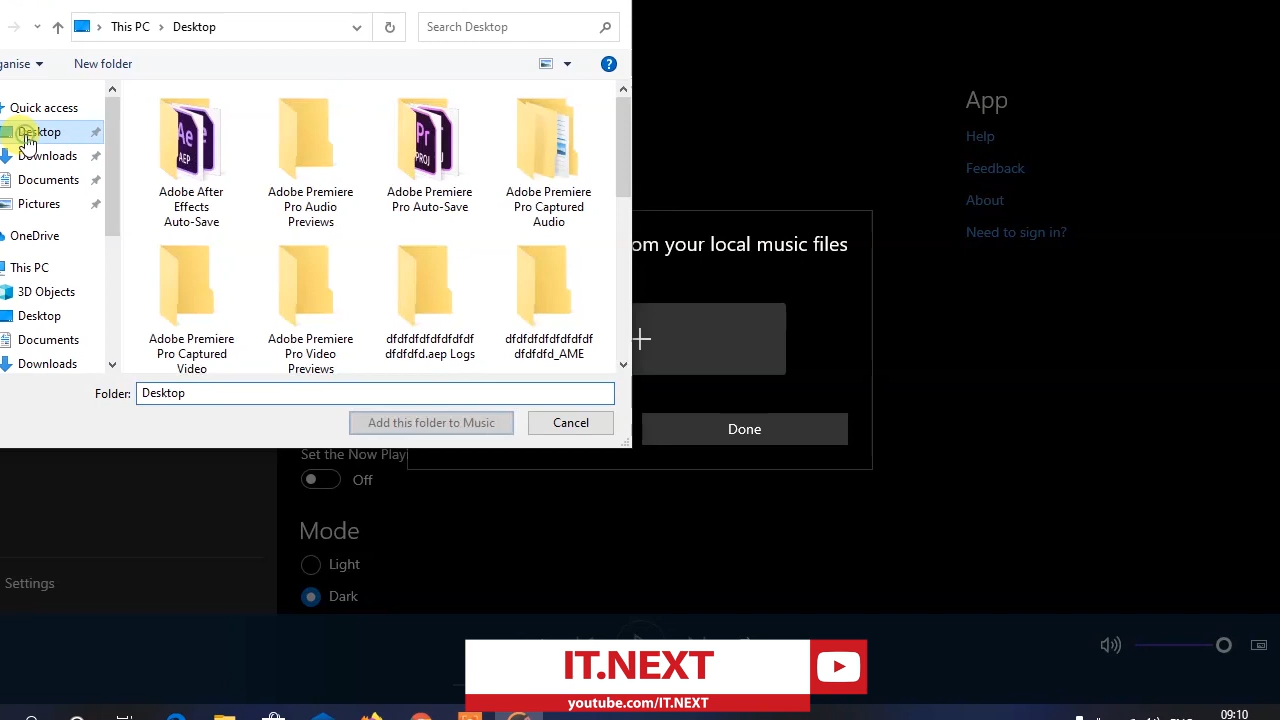 This PC > Desktop
Search Desktop
ganise
New folder
Quick access
Desktop
Downloads
Documents
Pictures
OneDrive
This PC
3D Objects
Desktop
Documents
Downloads
AEP
PROJ
Adobe After
Effects
Auto-Save
Adobe Premiere
Pro Audio
Previews
Adobe Premiere
Pro Auto-Save
Adobe Premiere
Pro Captured
Audio
Adobe Premiere
Pro Captured
Video
Adobe Premiere
Pro Video
Previews
dfdfdfdfdfdfdf
dfdfdfd.aep Logs
dfdfdfdfdfdfdf
dfdfdfd_AME
Folder: Desktop
Add this folder to Music
Cancel
om your local music files
Done
App
Help
Feedback
About
Need to sign in?
Set the Now Play
Off
Mode
Light
Dark
Settings
IT.NEXT
youtube.com/IT.NEXT
09:10